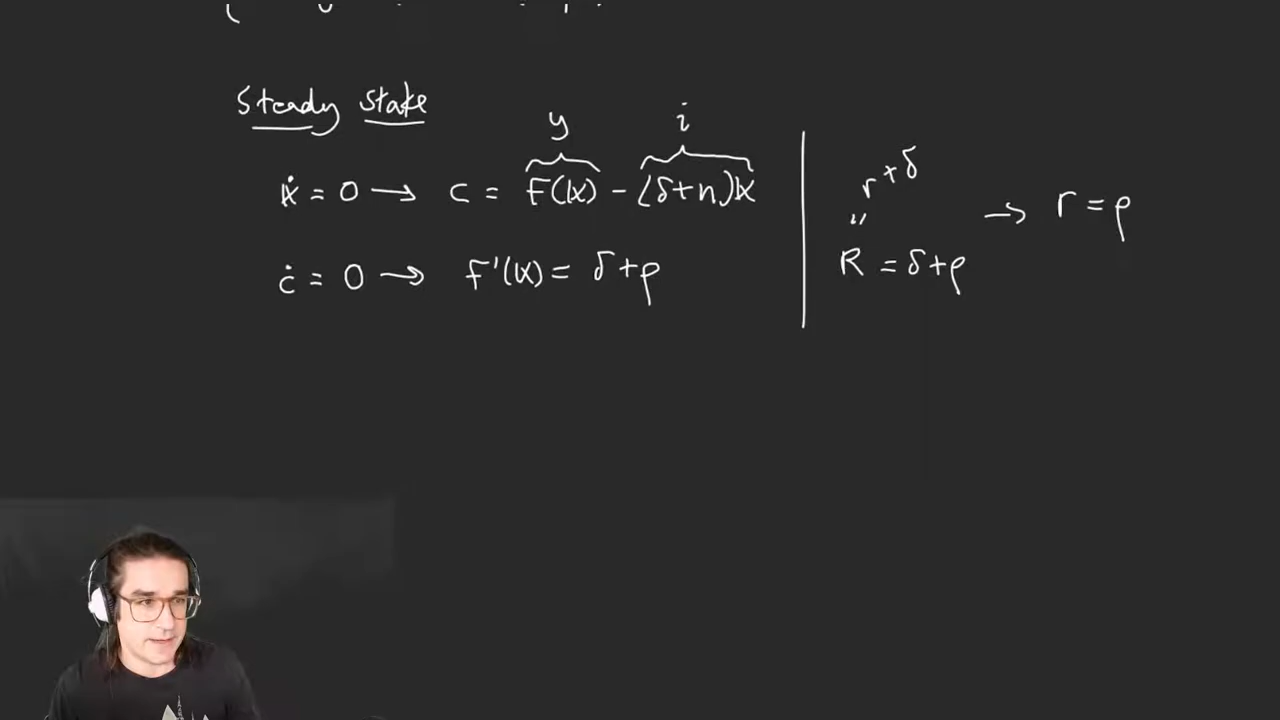 Steady state
y i
k̇ = 0 → c = F(k) - (δ+n)k
ċ = 0 → F'(k) = δ+ρ
r+δ
"
R = δ+ρ
→ r = ρ